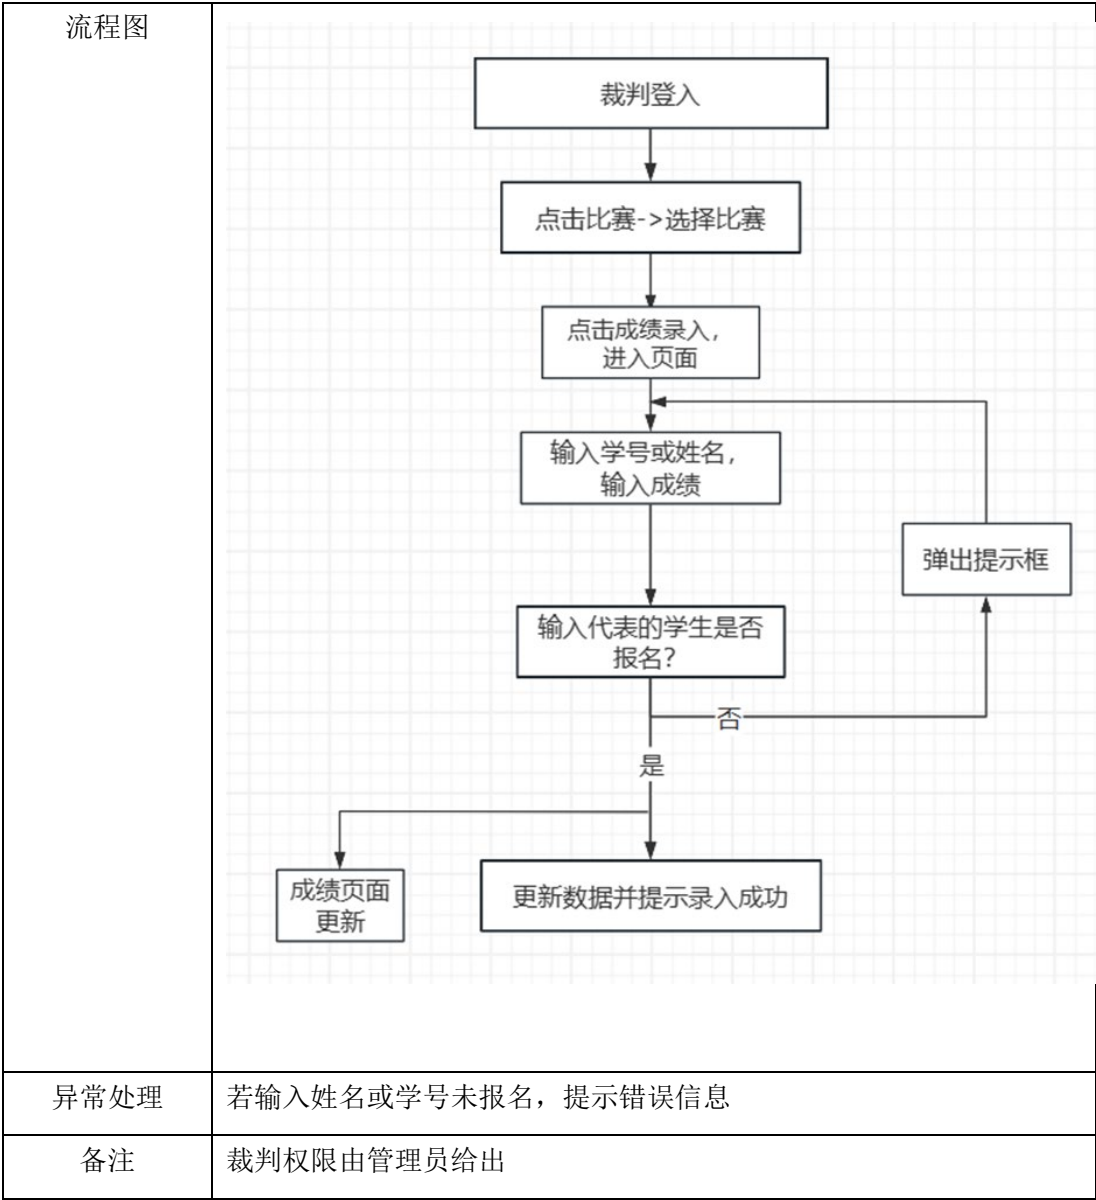 流程图
裁判登入
点击比赛->选择比赛
点击成绩录入，
进入页面
输入学号或姓名，
输入成绩
弹出提示框
输入代表的学生是否
报名？
否
是
成绩页面
更新
更新数据并提示录入成功
异常处理
若输入姓名或学号未报名，提示错误信息
备注
裁判权限由管理员给出